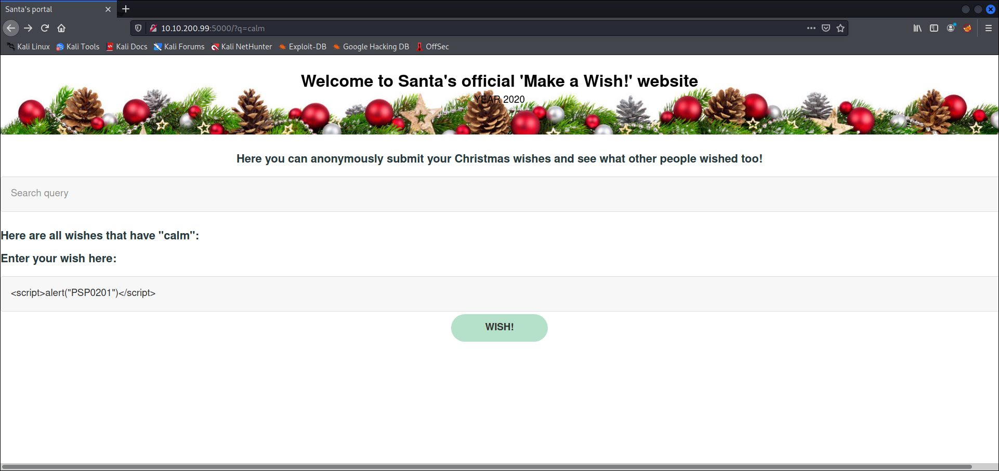 Santa's portal
10.10.200.99:5000/?q=calm
Kali Linux Kali Tools Kali Docs Kali Forums Kali NetHunter Exploit-DB Google Hacking DB OffSec
Welcome to Santa's official 'Make a Wish!' website
YEAR 2020
Here you can anonymously submit your Christmas wishes and see what other people wished too!
Search query
Here are all wishes that have "calm":
Enter your wish here:
<script>alert("PSP0201")</script>
WISH!